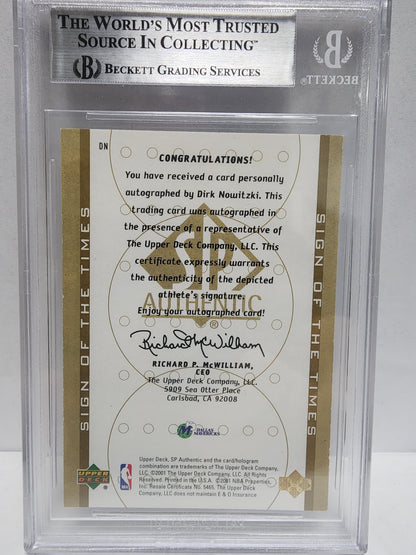 THE WORLD'S MOST TRUSTED
SOURCE IN COLLECTING™
B BECKETT GRADING SERVICES
B
BECKETT
DN
CONGRATULATIONS!
You have received a card personally
autographed by Dirk Nowitzki. This
trading card was autographed in
the presence of a representative of
The Upper Deck Company, LLC. This
certificate expressly warrants
the authenticity of the depicted
athlete's signature.
Enjoy your autographed card!
SP
AUTHENTIC
®
SIGN OF THE TIMES
SIGN OF THE TIMES
Richard McWilliam
RICHARD P. McWILLIAM,
CEO
The Upper Deck Company, LLC.
5909 Sea Otter Place
Carlsbad, CA 92008
DALLAS
MAVERICKS
UPPER
DECK
NBA
Upper Deck, SP Authentic and the card/hologram
combination are trademarks of The Upper Deck Company,
LLC. ©2001 The Upper Deck Company, LLC. All Rights
Reserved. Printed in the U.S.A. ©2001 NBA Properties,
Inc. Resale Certificate No. 5465. The Upper Deck
Company, LLC does not maintain E & O Insurance